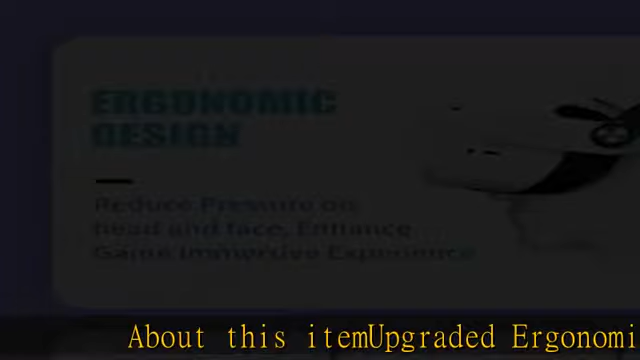 ERGONOMIC
DESIGN
Reduce Pressure on
head and face, Enhance
Game Immersive Experience
About this itemUpgraded Ergonomi